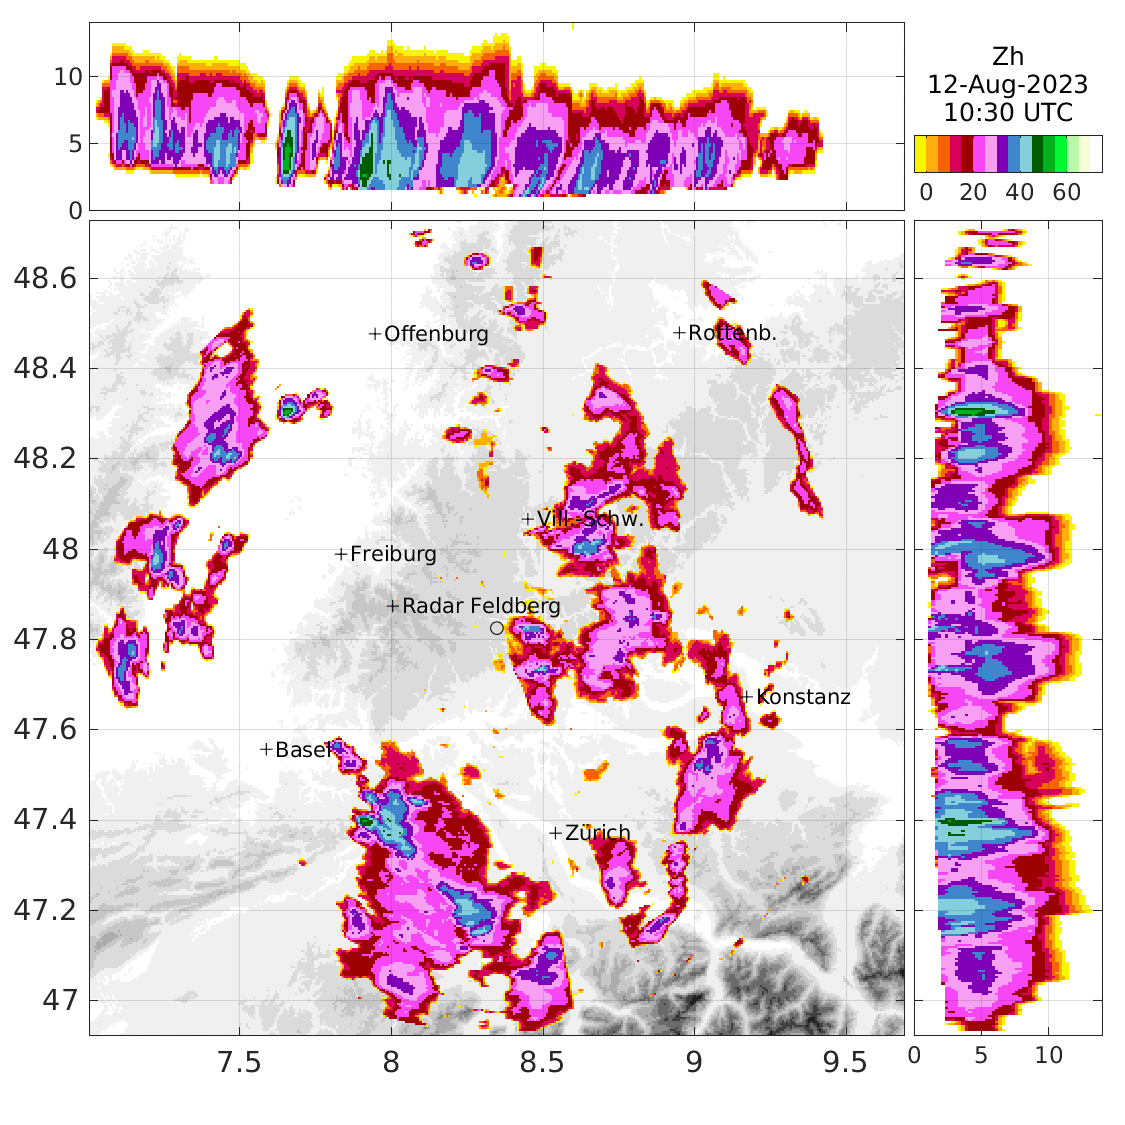 10
5
0
Zh
12-Aug-2023
10:30 UTC
0 20 40 60
48.6
48.4
48.2
48
47.8
47.6
47.4
47.2
47
+Offenburg
+Rottenb.
+Vill.-Schw.
+Freiburg
+Radar Feldberg
+Konstanz
+Basel
+Zürich
7.5 8 8.5 9 9.5
0 5 10